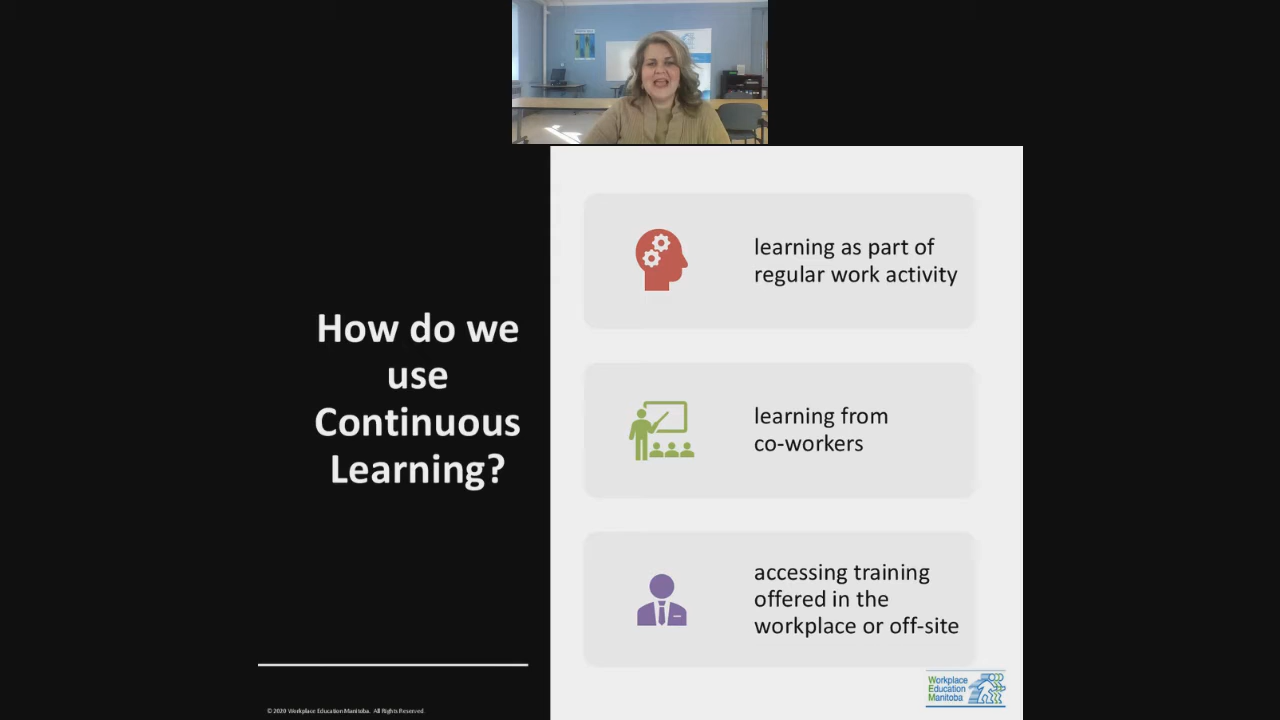 How do we
use
Continuous
Learning?
learning as part of
regular work activity
learning from
co-workers
accessing training
offered in the
workplace or off-site
Workplace
Education
Manitoba
© 2020 Workplace Education Manitoba. All Rights Reserved.